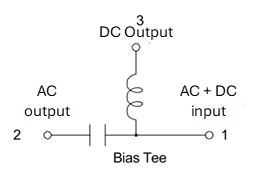 3
DC Output
AC
output
AC + DC
input
2
1
Bias Tee